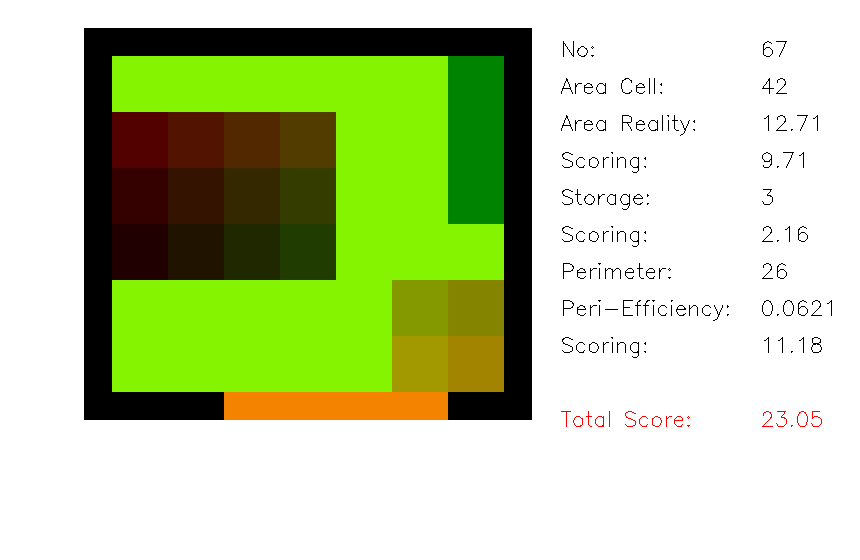 No: 67
Area Cell: 42
Area Reality: 12.71
Scoring: 9.71
Storage: 3
Scoring: 2.16
Perimeter: 26
Peri-Efficiency: 0.0621
Scoring: 11.18
Total Score: 23.05